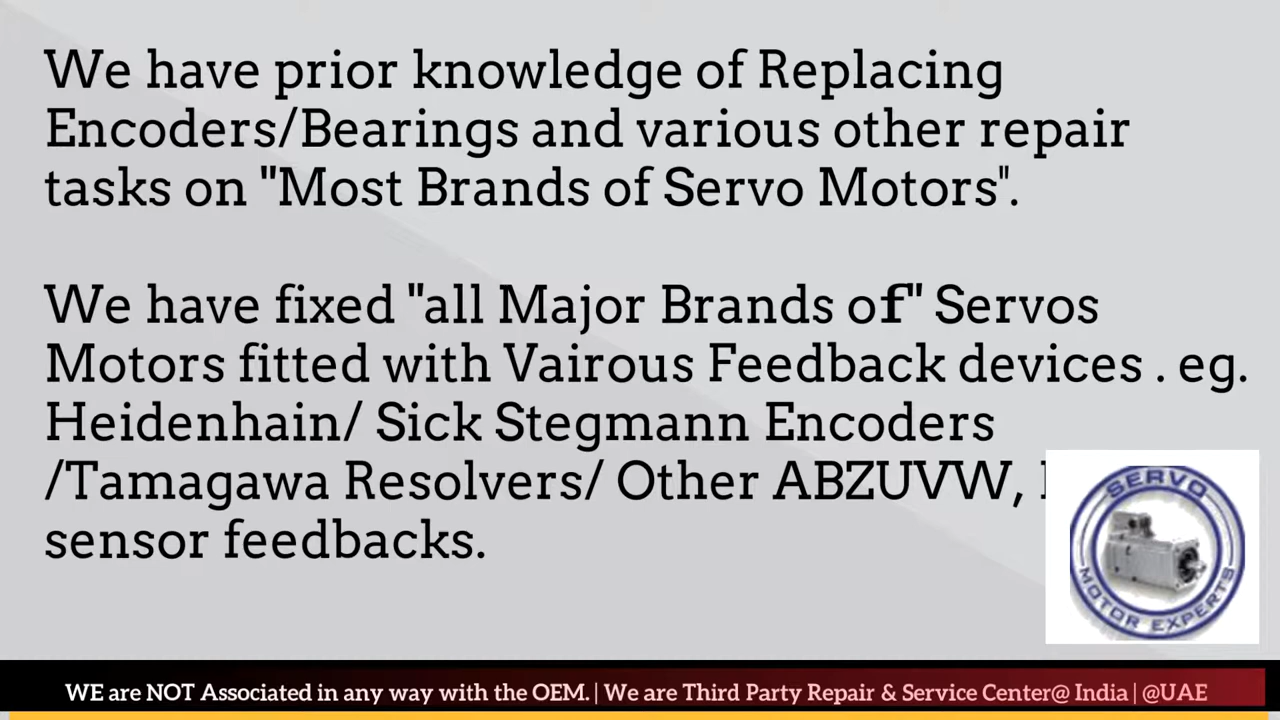 We have prior knowledge of Replacing
Encoders/Bearings and various other repair
tasks on "Most Brands of Servo Motors".
We have fixed "all Major Brands of" Servos
Motors fitted with Vairous Feedback devices . eg.
Heidenhain/ Sick Stegmann Encoders
/Tamagawa Resolvers/ Other ABZUVW,
sensor feedbacks.
SERVO
MOTOR EXPERTS
WE are NOT Associated in any way with the OEM. | We are Third Party Repair & Service Center@ India | @UAE